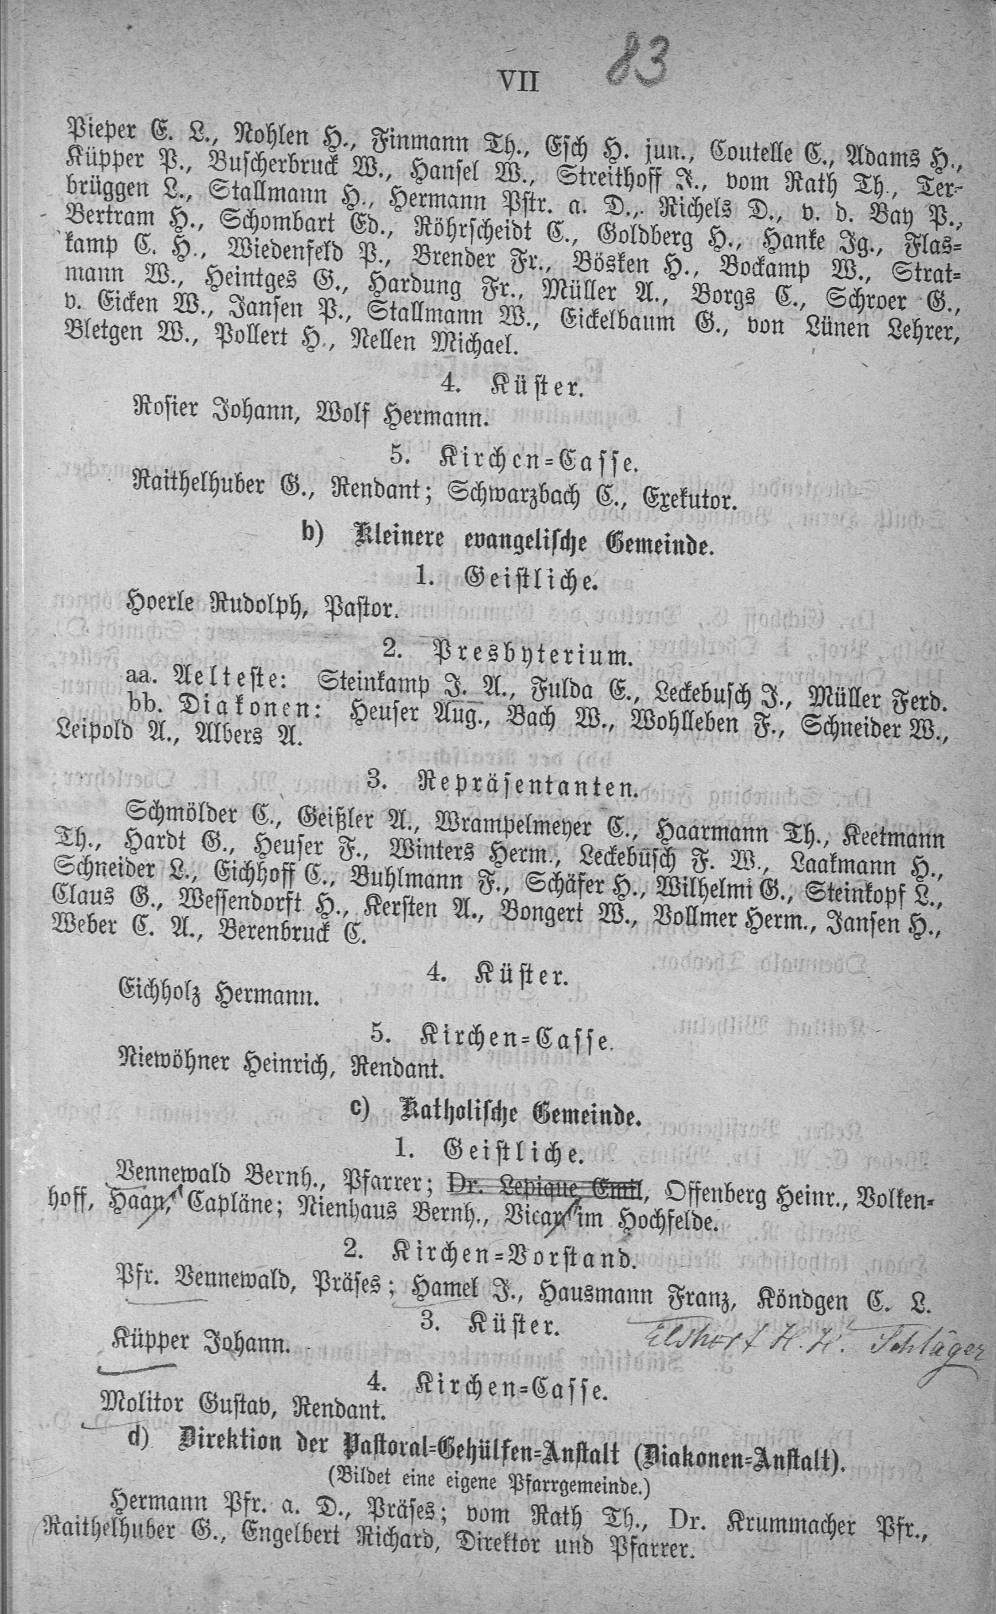 VII 83
Pieper E. L., Nohlen H., Finmann Th., Esch H. jun., Coutelle C., Adams H.,
Küpper P., Buscherbruck W., Hansel W., Streithoff R., vom Rath Th., Ter-
brüggen L., Stallmann H., Hermann Pstr. a. D., Richels D., v. d. Bay P.,
Bertram H., Schombart Ed., Röhrscheidt C., Goldberg H., Hanke Jg., Flas-
kamp C. H., Wiedenfeld P., Brender Fr., Bösken H., Bockamp W., Strat-
mann W., Heintges G., Hardung Fr., Müller A., Borgs C., Schroer G.,
v. Eicken W., Jansen P., Stallmann W., Eickelbaum G., von Lünen Lehrer,
Bletgen W., Pollert H., Nellen Michael.
4. Küster.
Rosier Johann, Wolf Hermann.
5. Kirchen-Casse.
Raithelhuber G., Rendant; Schwarzbach C., Exekutor.
b) Kleinere evangelische Gemeinde.
1. Geistliche.
Hoerle Rudolph, Pastor.
2. Presbyterium.
aa. Aelteste: Steinkamp J. A., Fulda E., Leckebusch J., Müller Ferd.
bb. Diakonen: Heuser Aug., Bach W., Wohlleben F., Schneider W.,
Leipold A., Albers A.
3. Repräsentanten.
Schmölder C., Geißler A., Wrampelmeyer C., Haarmann Th., Keetmann
Th., Hardt G., Heuser F., Winters Herm., Leckebusch F. W., Laakmann H.,
Schneider L., Eichhoff C., Buhlmann F., Schäfer H., Wilhelmi G., Steinkopf L.,
Claus G., Wessendorft H., Kersten A., Bongert W., Vollmer Herm., Jansen H.,
Weber C. A., Berenbruck C.
4. Küster.
Eichholz Hermann.
5. Kirchen-Casse.
Niewöhner Heinrich, Rendant.
c) Katholische Gemeinde.
1. Geistliche.
Vennewald Bernh., Pfarrer; Dr. Lepique Emil, Offenberg Heinr., Volken-
hoff, Haan, Capläne; Nienhaus Bernh., Vicar im Hochfelde.
2. Kirchen-Vorstand.
Pfr. Vennewald, Präses; Hamel J., Hausmann Franz, Köndgen C. L.
3. Küster.
Küpper Johann. Schläger
4. Kirchen-Casse.
Molitor Gustav, Rendant.
d) Direktion der Pastoral-Gehülfen-Anstalt (Diakonen-Anstalt).
(Bildet eine eigene Pfarrgemeinde.)
Hermann Pfr. a. D., Präses; vom Rath Th., Dr. Krummacher Pfr.,
Raithelhuber G., Engelbert Richard, Direktor und Pfarrer.